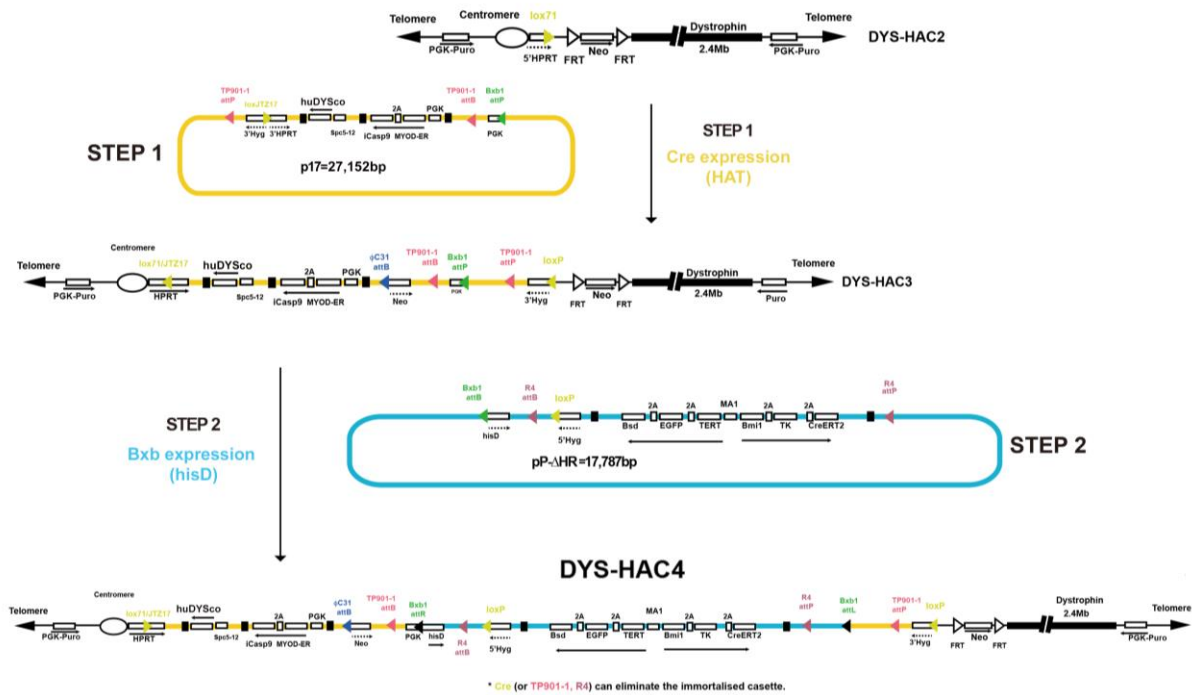 Telomere
Centromere
lox71
Dystrophin
Telomere
PGK-Puro
5'HPRT
FRT
Neo
FRT
2.4Mb
PGK-Puro
DYS-HAC2
TP901-1
attP
loxJTZ17
huDYSco
2A
PGK
TP901-1
attB
Bxb1
attP
3'Hyg
3'HPRT
Spc5-12
iCasp9
MYOD-ER
PGK
STEP 1
p17=27,152bp
STEP 1
Cre expression
(HAT)
Telomere
Centromere
lox71/JTZ17
huDYSco
2A
PGK
φC31
attB
TP901-1
attB
Bxb1
attP
TP901-1
attP
loxP
Dystrophin
Telomere
PGK-Puro
HPRT
Spc5-12
iCasp9
MYOD-ER
Neo
PGK
3'Hyg
FRT
Neo
FRT
2.4Mb
Puro
DYS-HAC3
STEP 2
Bxb expression
(hisD)
Bxb1
attB
R4
attB
loxP
2A
2A
MA1
2A
2A
R4
attP
hisD
5'Hyg
Bsd
EGFP
TERT
Bmi1
TK
CreERT2
pP-ΔHR=17,787bp
STEP 2
DYS-HAC4
Telomere
Centromere
lox71/JTZ17
huDYSco
2A
PGK
φC31
attB
TP901-1
attB
Bxb1
attR
loxP
2A
2A
MA1
2A
2A
R4
attP
Bxb1
attL
TP901-1
attP
loxP
Dystrophin
2.4Mb
Telomere
PGK-Puro
HPRT
Spc5-12
iCasp9
MYOD-ER
Neo
PGK
hisD
R4
attB
5'Hyg
Bsd
EGFP
TERT
Bmi1
TK
CreERT2
3'Hyg
FRT
Neo
FRT
PGK-Puro
* Cre (or TP901-1, R4) can eliminate the immortalised casette.